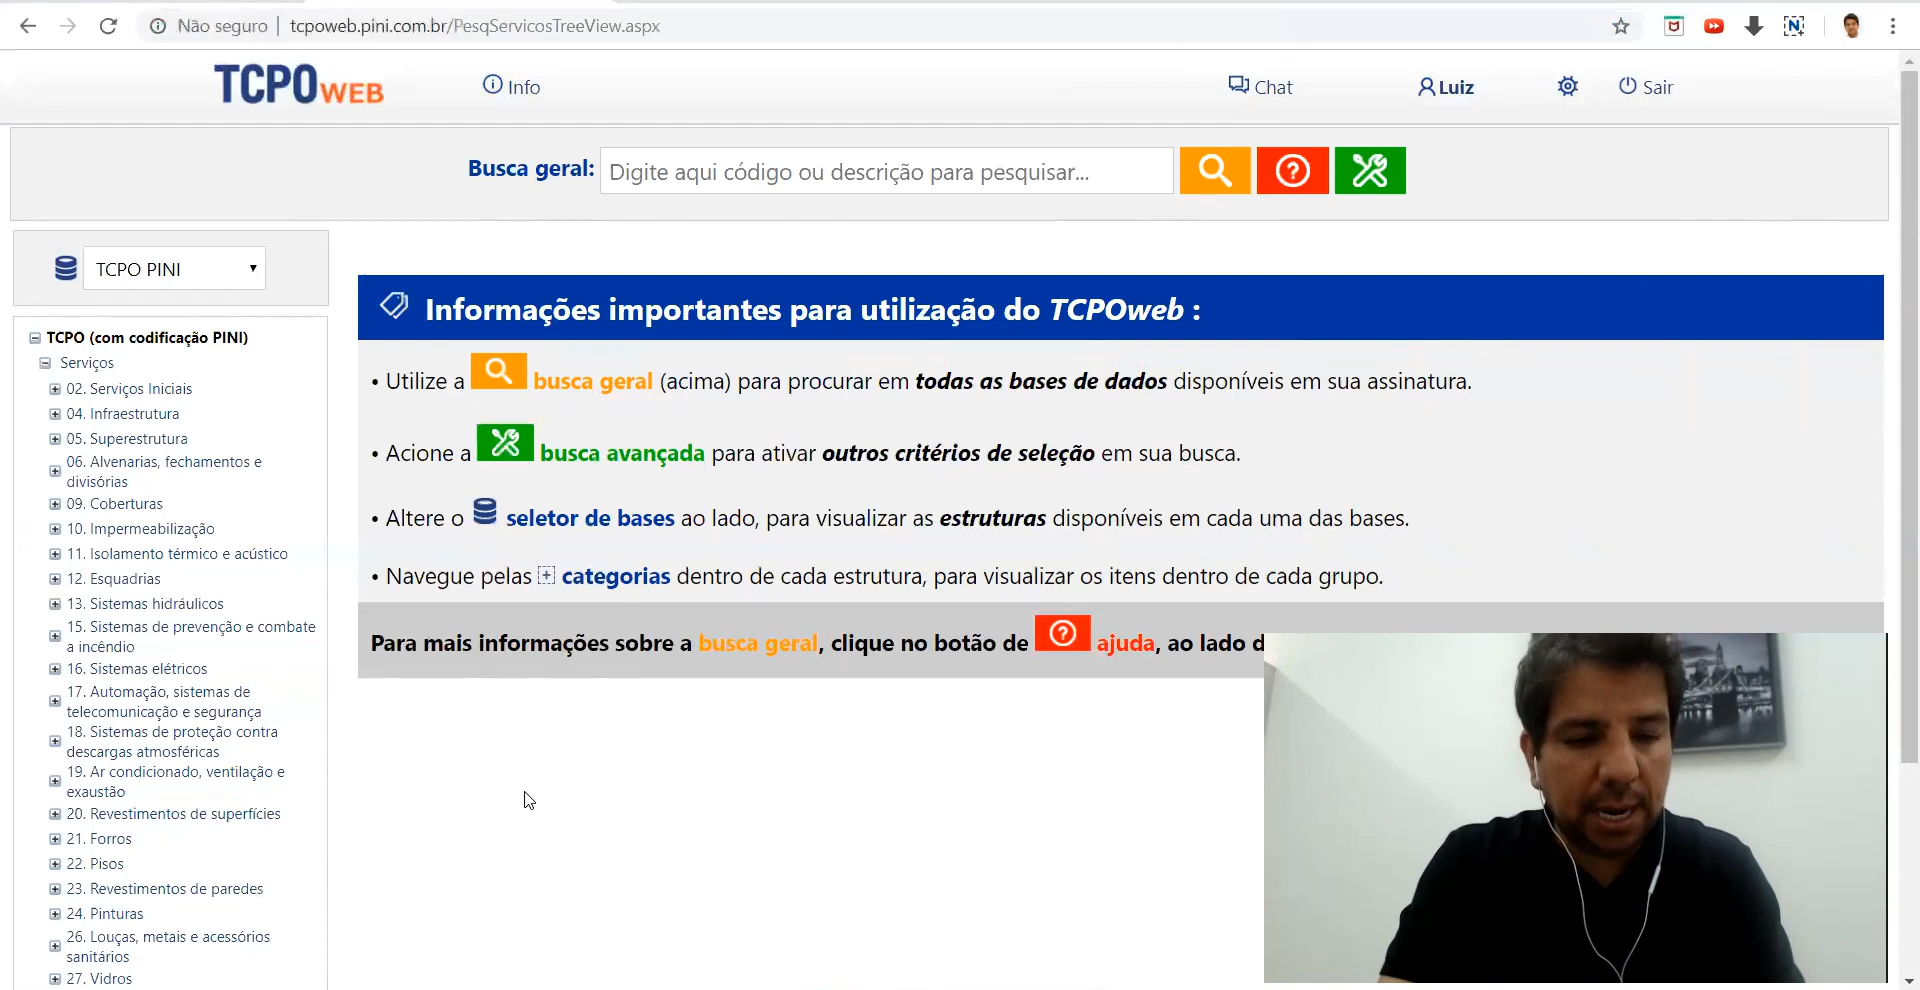 Não seguro | tcpoweb.pini.com.br/PesqServicosTreeView.aspx
TCPOWEB
Info
Chat
Luiz
Sair
Busca geral:
Digite aqui código ou descrição para pesquisar...
TCPO PINI
TCPO (com codificação PINI)
Serviços
02. Serviços Iniciais
04. Infraestrutura
05. Superestrutura
06. Alvenarias, fechamentos e
divisórias
09. Coberturas
10. Impermeabilização
11. Isolamento térmico e acústico
12. Esquadrias
13. Sistemas hidráulicos
15. Sistemas de prevenção e combate
a incêndio
16. Sistemas elétricos
17. Automação, sistemas de
telecomunicação e segurança
18. Sistemas de proteção contra
descargas atmosféricas
19. Ar condicionado, ventilação e
exaustão
20. Revestimentos de superfícies
21. Forros
22. Pisos
23. Revestimentos de paredes
24. Pinturas
26. Louças, metais e acessórios
sanitários
27. Vidros
Informações importantes para utilização do TCPOweb :
• Utilize a busca geral (acima) para procurar em todas as bases de dados disponíveis em sua assinatura.
• Acione a busca avançada para ativar outros critérios de seleção em sua busca.
• Altere o seletor de bases ao lado, para visualizar as estruturas disponíveis em cada uma das bases.
• Navegue pelas categorias dentro de cada estrutura, para visualizar os itens dentro de cada grupo.
Para mais informações sobre a busca geral, clique no botão de ajuda, ao lado d